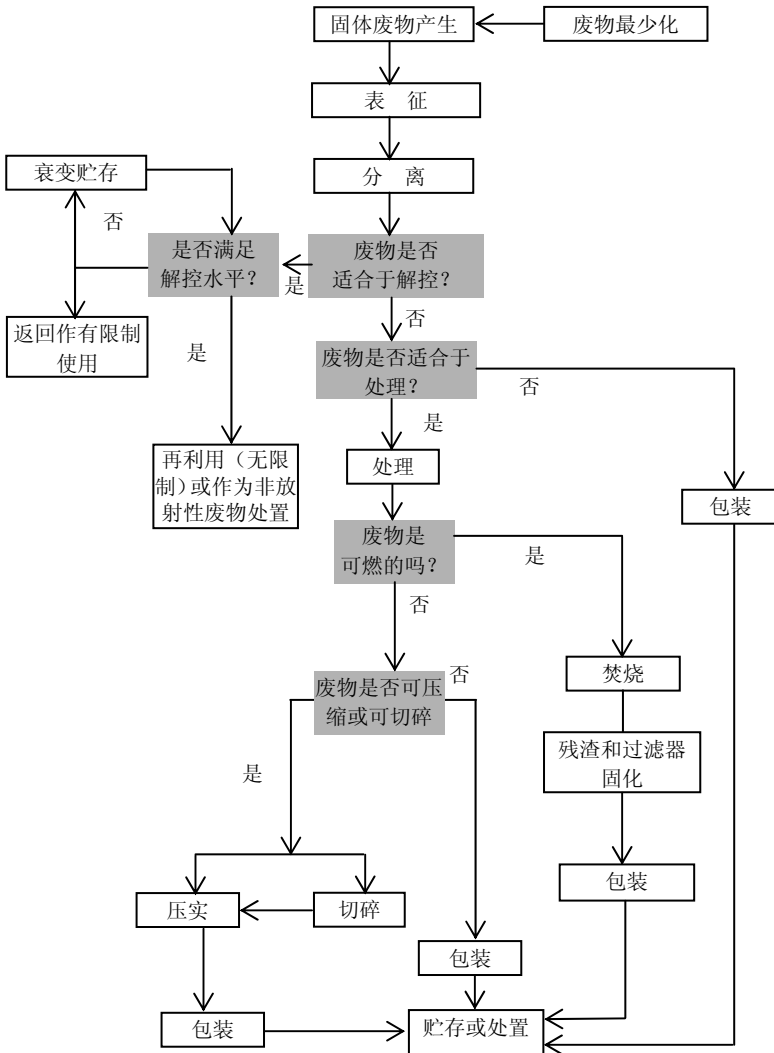 固体废物产生
废物最少化
表 征
衰变贮存
分 离
否
是否满足
解控水平？
是
废物是否
适合于解控？
否
返回作有限制
使用
是
废物是否适合于
处理？
否
是
再利用（无限
制）或作为非放
射性废物处置
处理
包装
废物是
可燃的吗？
是
否
废物是否可压
缩或可切碎
否
焚烧
是
残渣和过滤器
固化
包装
压实
切碎
包装
包装
贮存或处置